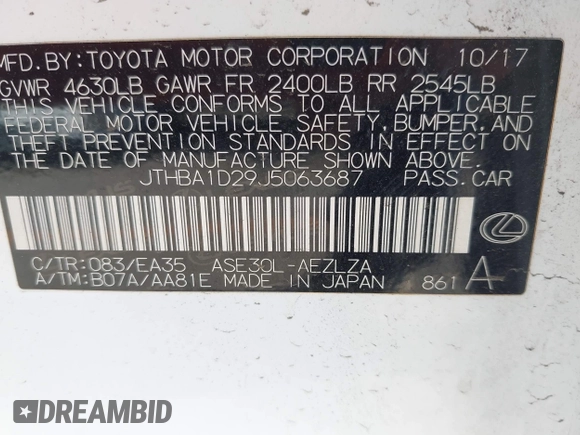 MFD.BY:TOYOTA MOTOR CORPORATION 10/17
GVWR 4630LB GAWR FR 2400LB RR 2545LB
THIS VEHICLE CONFORMS TO ALL APPLICABLE
FEDERAL MOTOR VEHICLE SAFETY, BUMPER, AND
THEFT PREVENTION STANDARDS IN EFFECT ON
THE DATE OF MANUFACTURE SHOWN ABOVE.
JTHBA1D29J5063687 PASS.CAR
C/TR:083/EA35 ASE30L-AEZLZA
A/TM:B07A/AA81E MADE IN JAPAN 861 A
DREAMBID